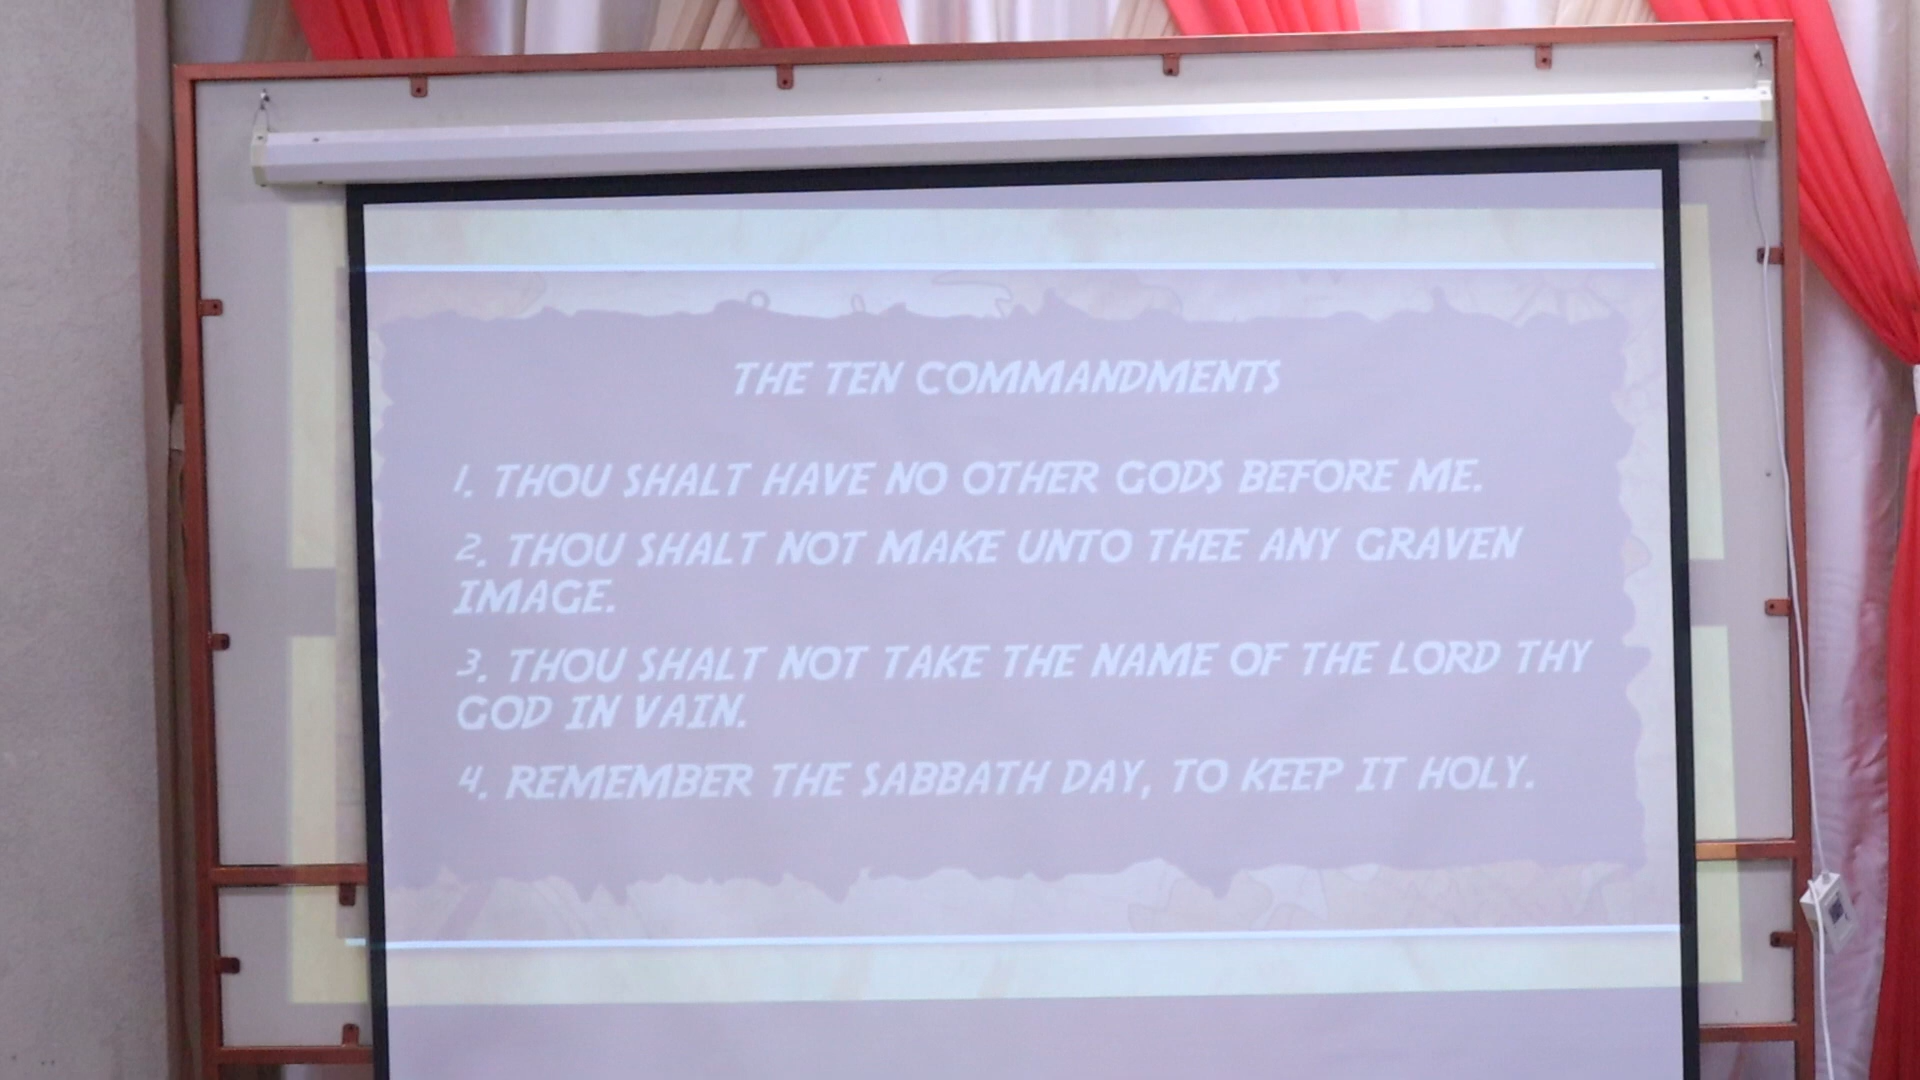 THE TEN COMMANDMENTS
1. THOU SHALT HAVE NO OTHER GODS BEFORE ME.
2. THOU SHALT NOT MAKE UNTO THEE ANY GRAVEN
IMAGE.
3. THOU SHALT NOT TAKE THE NAME OF THE LORD THY
GOD IN VAIN.
4. REMEMBER THE SABBATH DAY, TO KEEP IT HOLY.